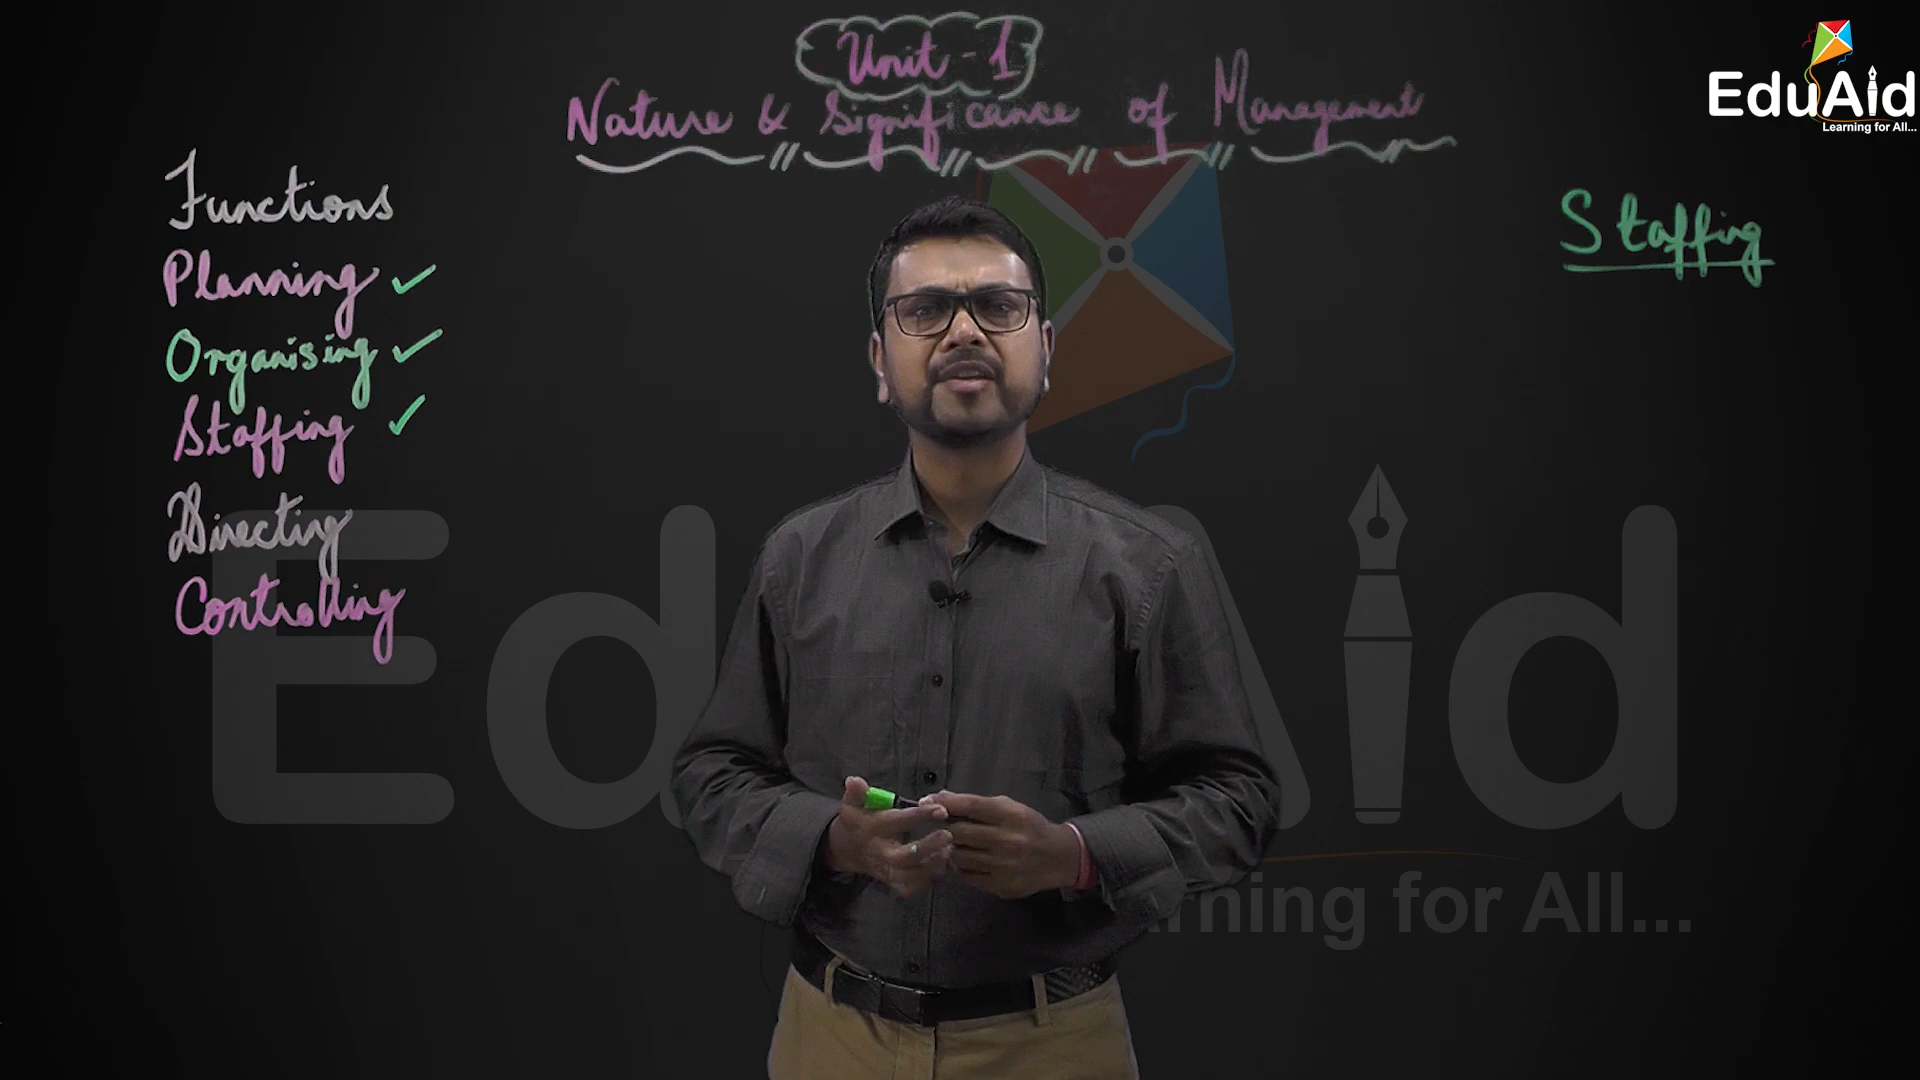 Unit-1
Nature & Significance of Management
EduAid
Learning for All...
Functions
Planning ✓
Organising ✓
Staffing ✓
Directing
Controlling
Staffing
EduAid
arning for All...